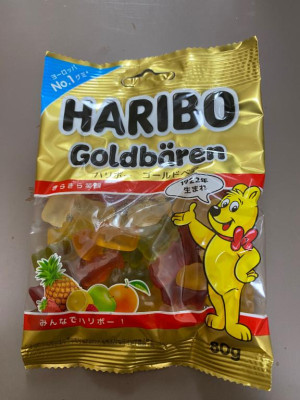 ヨーロッパ
No.1グミ*
HARIBO
Goldbären
ハリボー ゴールドベ
1922年
生まれ
みんなでハリボー!
80g